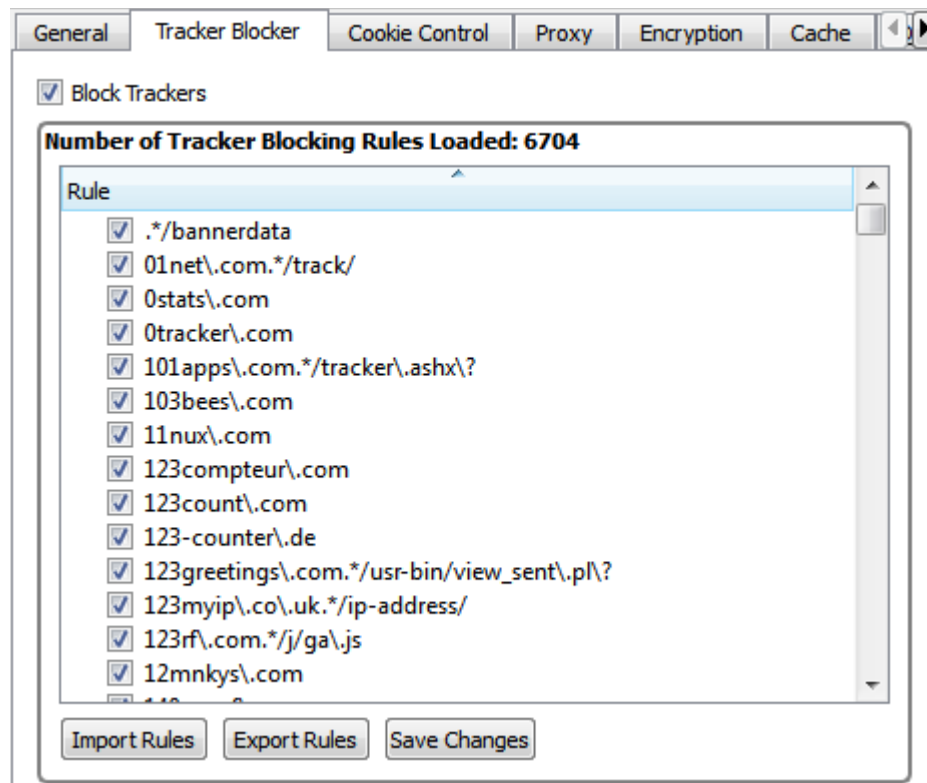 General Tracker Blocker Cookie Control Proxy Encryption Cache
Block Trackers
Number of Tracker Blocking Rules Loaded: 6704
Rule
.*/bannerdata
01net\.com.*/track/
0stats\.com
0tracker\.com
101apps\.com.*/tracker\.ashx\?
103bees\.com
11nux\.com
123compteur\.com
123count\.com
123-counter\.de
123greetings\.com.*/usr-bin/view_sent\.pl\?
123myip\.co\.uk.*/ip-address/
123rf\.com.*/j/ga\.js
12mnkys\.com
Import Rules Export Rules Save Changes